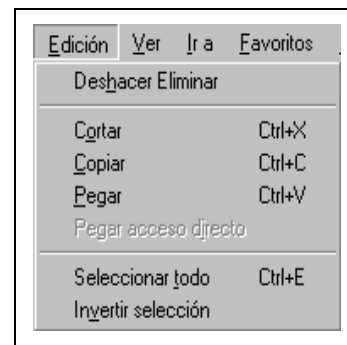 Edición Ver Ir a Favoritos
Deshacer Eliminar
Cortar Ctrl+X
Copiar Ctrl+C
Pegar Ctrl+V
Pegar acceso directo
Seleccionar todo Ctrl+E
Invertir selección